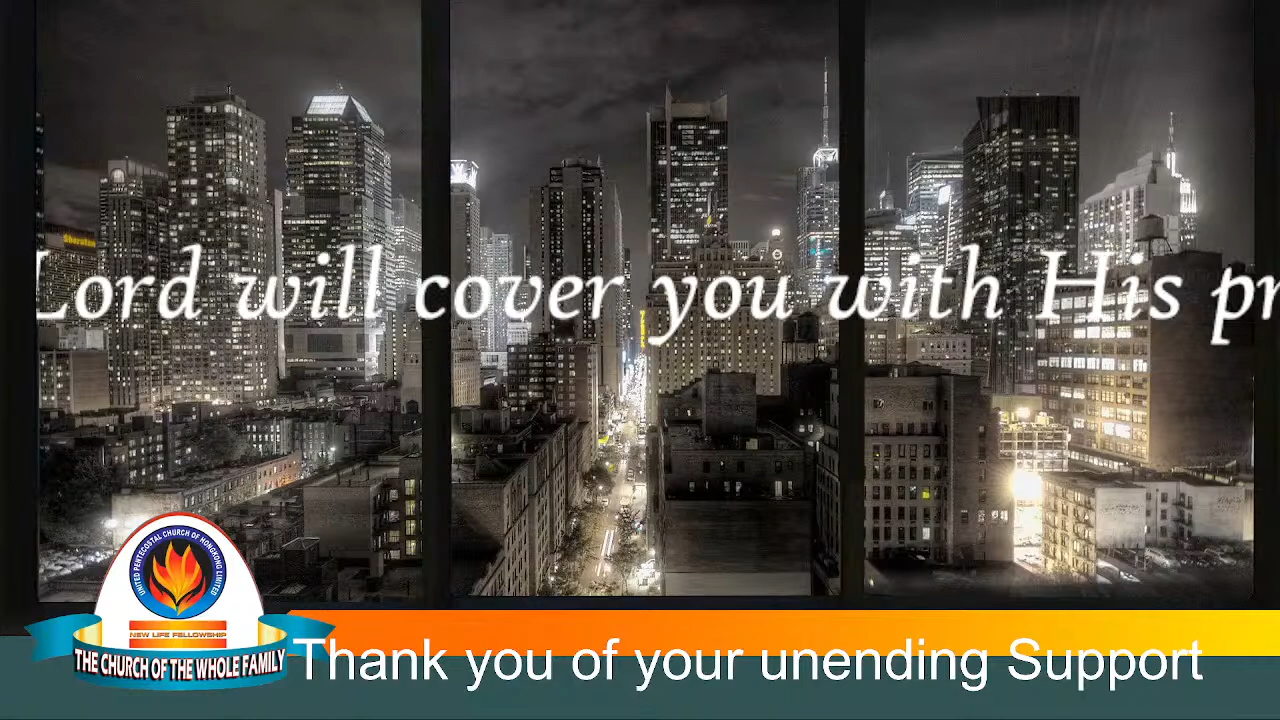 Sheraton
Lord will cover you with His pr
UNITED PENTECOSTAL CHURCH OF HONGKONG LIMITED
NEW LIFE FELLOWSHIP
THE CHURCH OF THE WHOLE FAMILY
Thank you of your unending Support